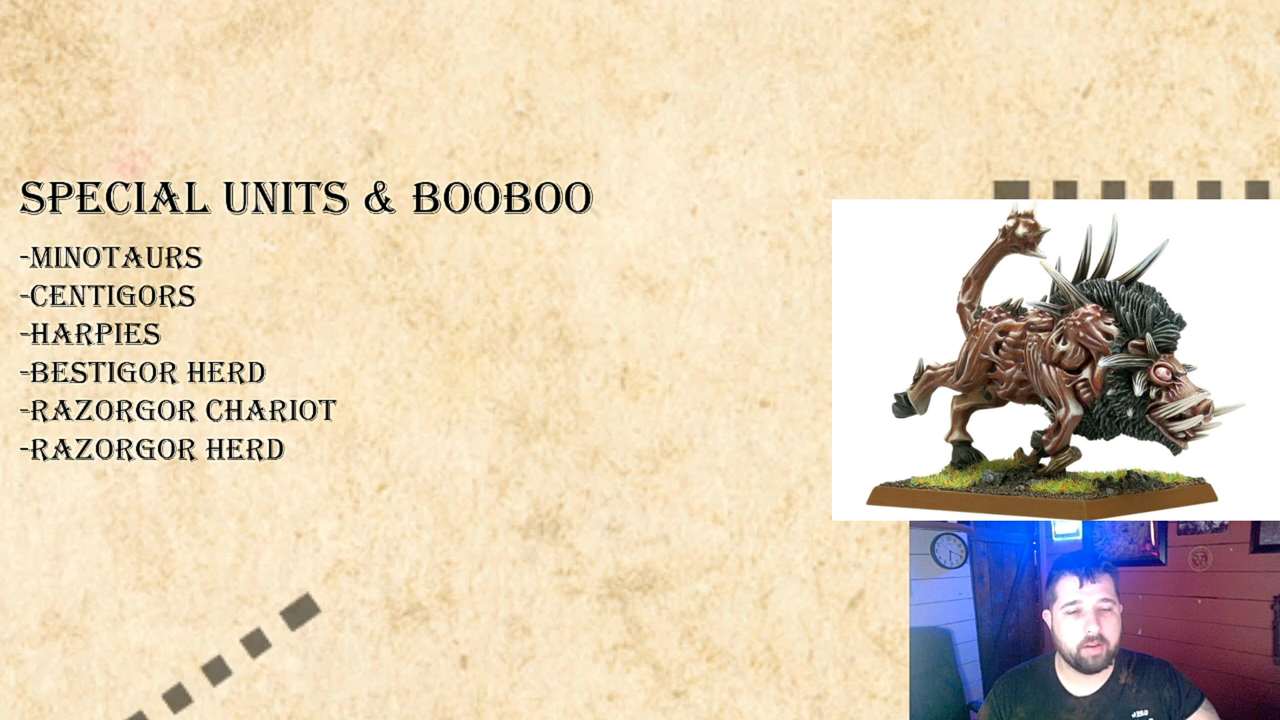 SPECIAL UNITS & BOOBOO
-MINOTAURS
-CENTIGORS
-HARPIES
-BESTIGOR HERD
-RAZORGOR CHARIOT
-RAZORGOR HERD